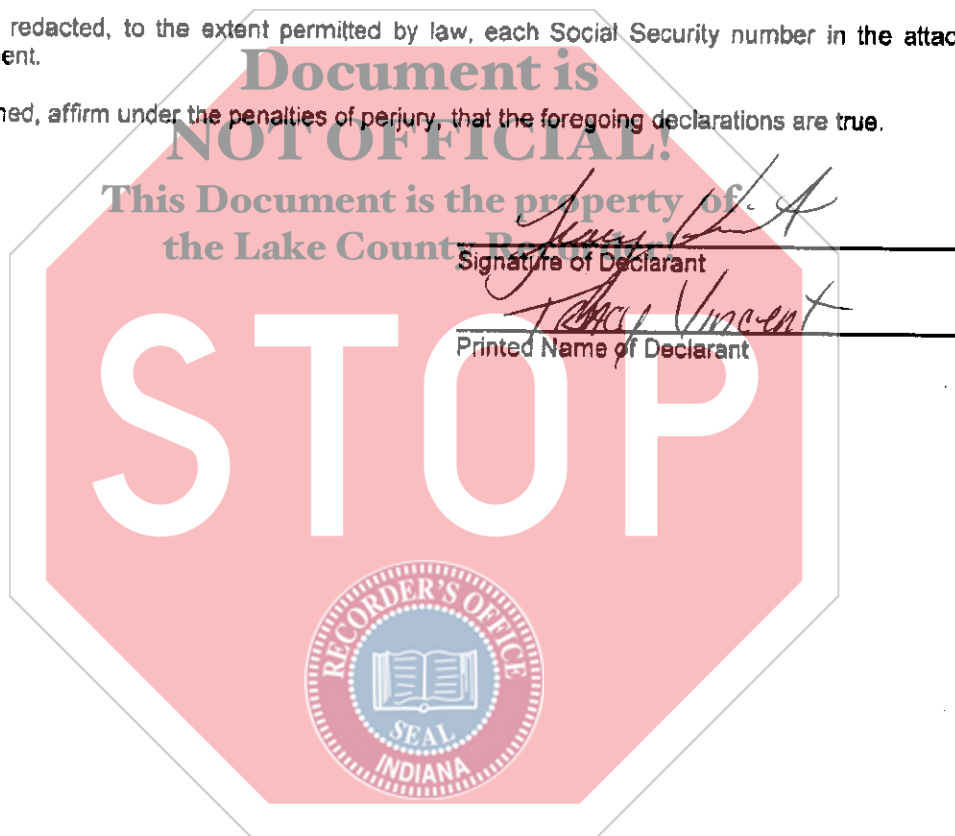 redacted, to the extent permitted by law, each Social Security number in the attac
ent.
Document is
ned, affirm under the penalties of perjury, that the foregoing declarations are true.
NOT OFFICIAL!
This Document is the property of
the Lake County Recorder!
Signature of Declarant
Tracy Vincent
Printed Name of Declarant
STOP
RECORDER'S OFFICE
SEAL
INDIANA